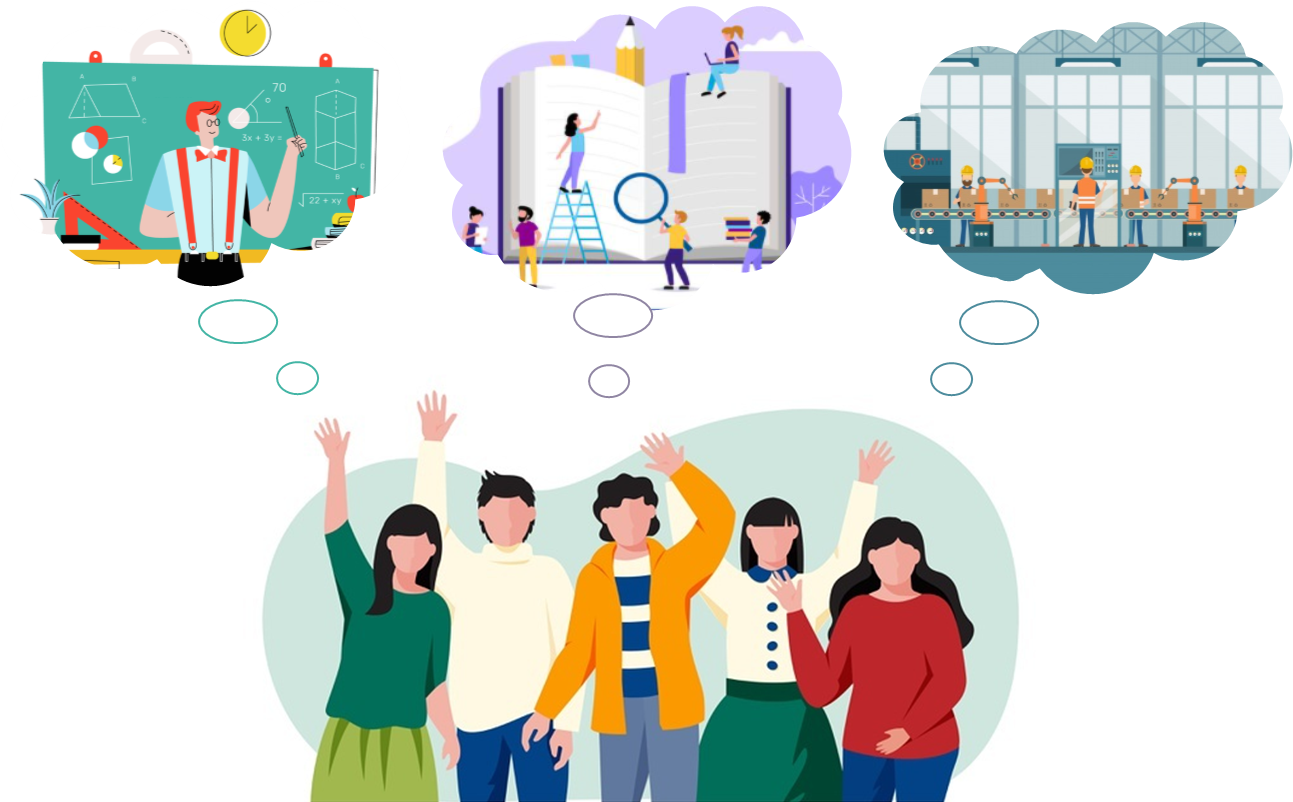 A
B
C
70
3x + 3y =
A
B
C
√22 + xy